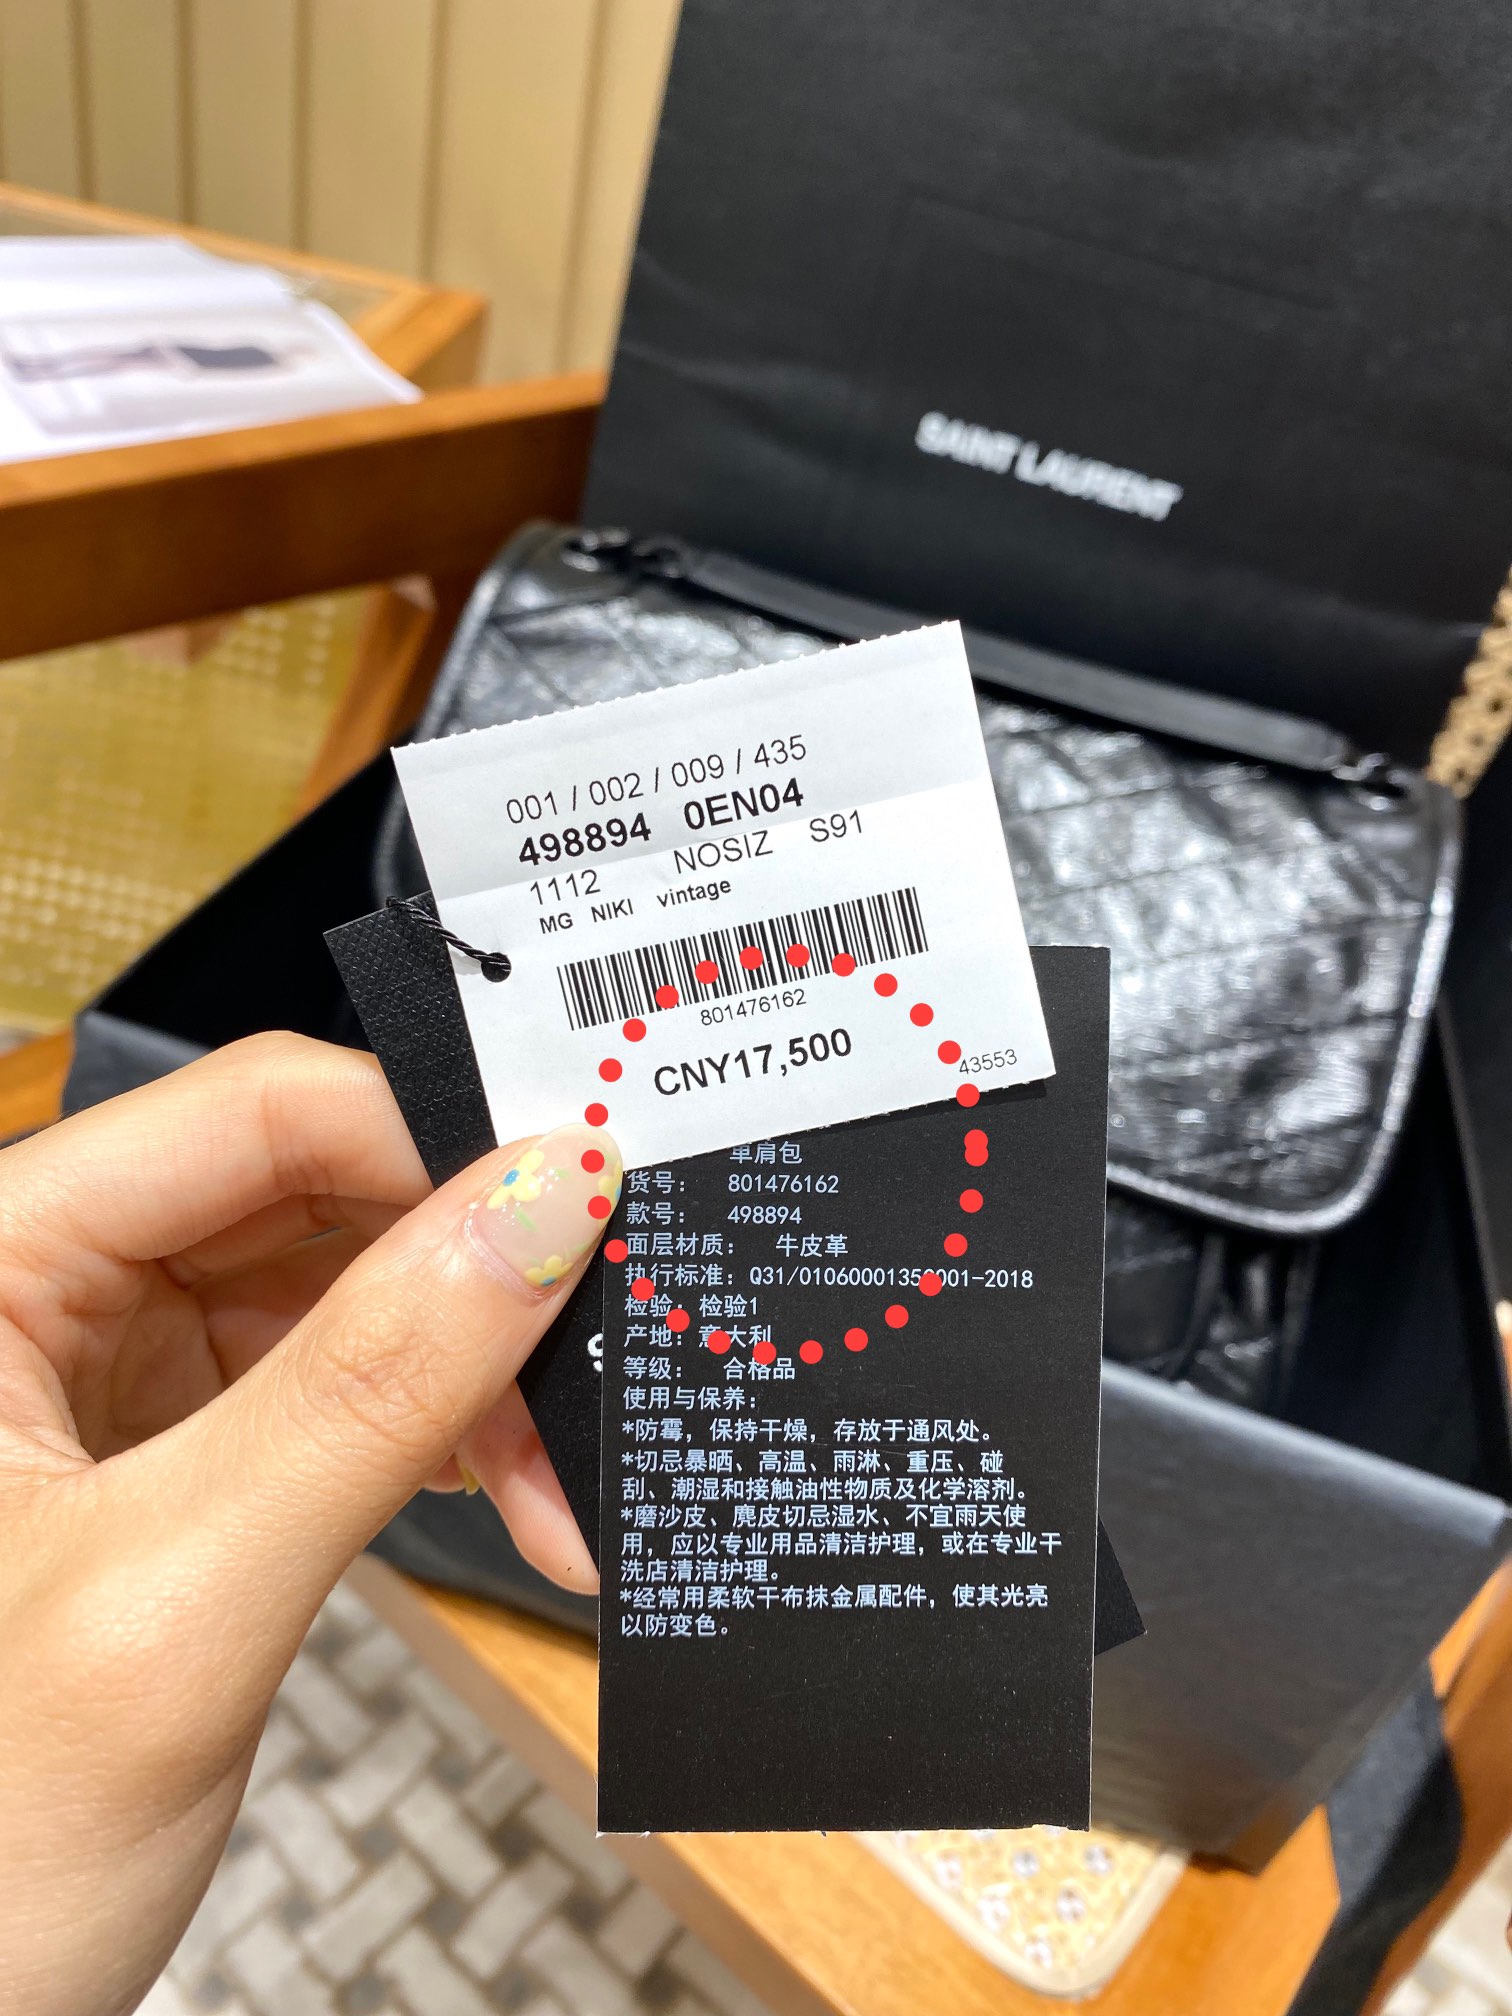 SAINT LAURENT
001 / 002 / 009 / 435
498894 0EN04
1112 NOSIZ S91
MG NIKI vintage
801476162
CNY17,500
43553
单肩包
货号: 801476162
款号: 498894
面层材质: 牛皮革
执行标准: Q31/0106000135 001-2018
检验: 检验1
产地: 意大利
等级: 合格品
使用与保养:
*防霉，保持干燥，存放于通风处。
*切忌暴晒、高温、雨淋、重压、碰
刮、潮湿和接触油性物质及化学溶剂。
*磨沙皮、麂皮切忌湿水、不宜雨天使
用，应以专业用品清洁护理，或在专业干
洗店清洁护理。
*经常用柔软干布抹金属配件，使其光亮
以防变色。